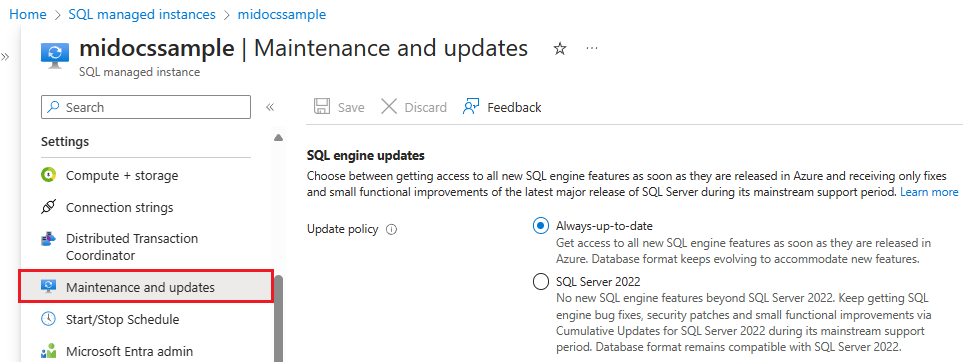 Home > SQL managed instances > midocssample
»
midocssample | Maintenance and updates ☆ ···
SQL managed instance
Search «
Settings
Compute + storage
Connection strings
Distributed Transaction
Coordinator
Maintenance and updates
Start/Stop Schedule
Microsoft Entra admin
Save Discard Feedback
SQL engine updates
Choose between getting access to all new SQL engine features as soon as they are released in Azure and receiving only fixes
and small functional improvements of the latest major release of SQL Server during its mainstream support period. Learn more
Update policy
Always-up-to-date
Get access to all new SQL engine features as soon as they are released in
Azure. Database format keeps evolving to accommodate new features.
SQL Server 2022
No new SQL engine features beyond SQL Server 2022. Keep getting SQL
engine bug fixes, security patches and small functional improvements via
Cumulative Updates for SQL Server 2022 during its mainstream support
period. Database format remains compatible with SQL Server 2022.